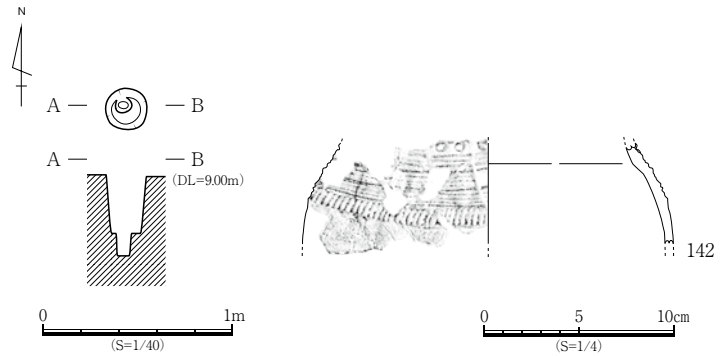 N
A B
A B
(DL=9.00m)
142
0 1m
(S=1/40)
0 5 10㎝
(S=1/4)